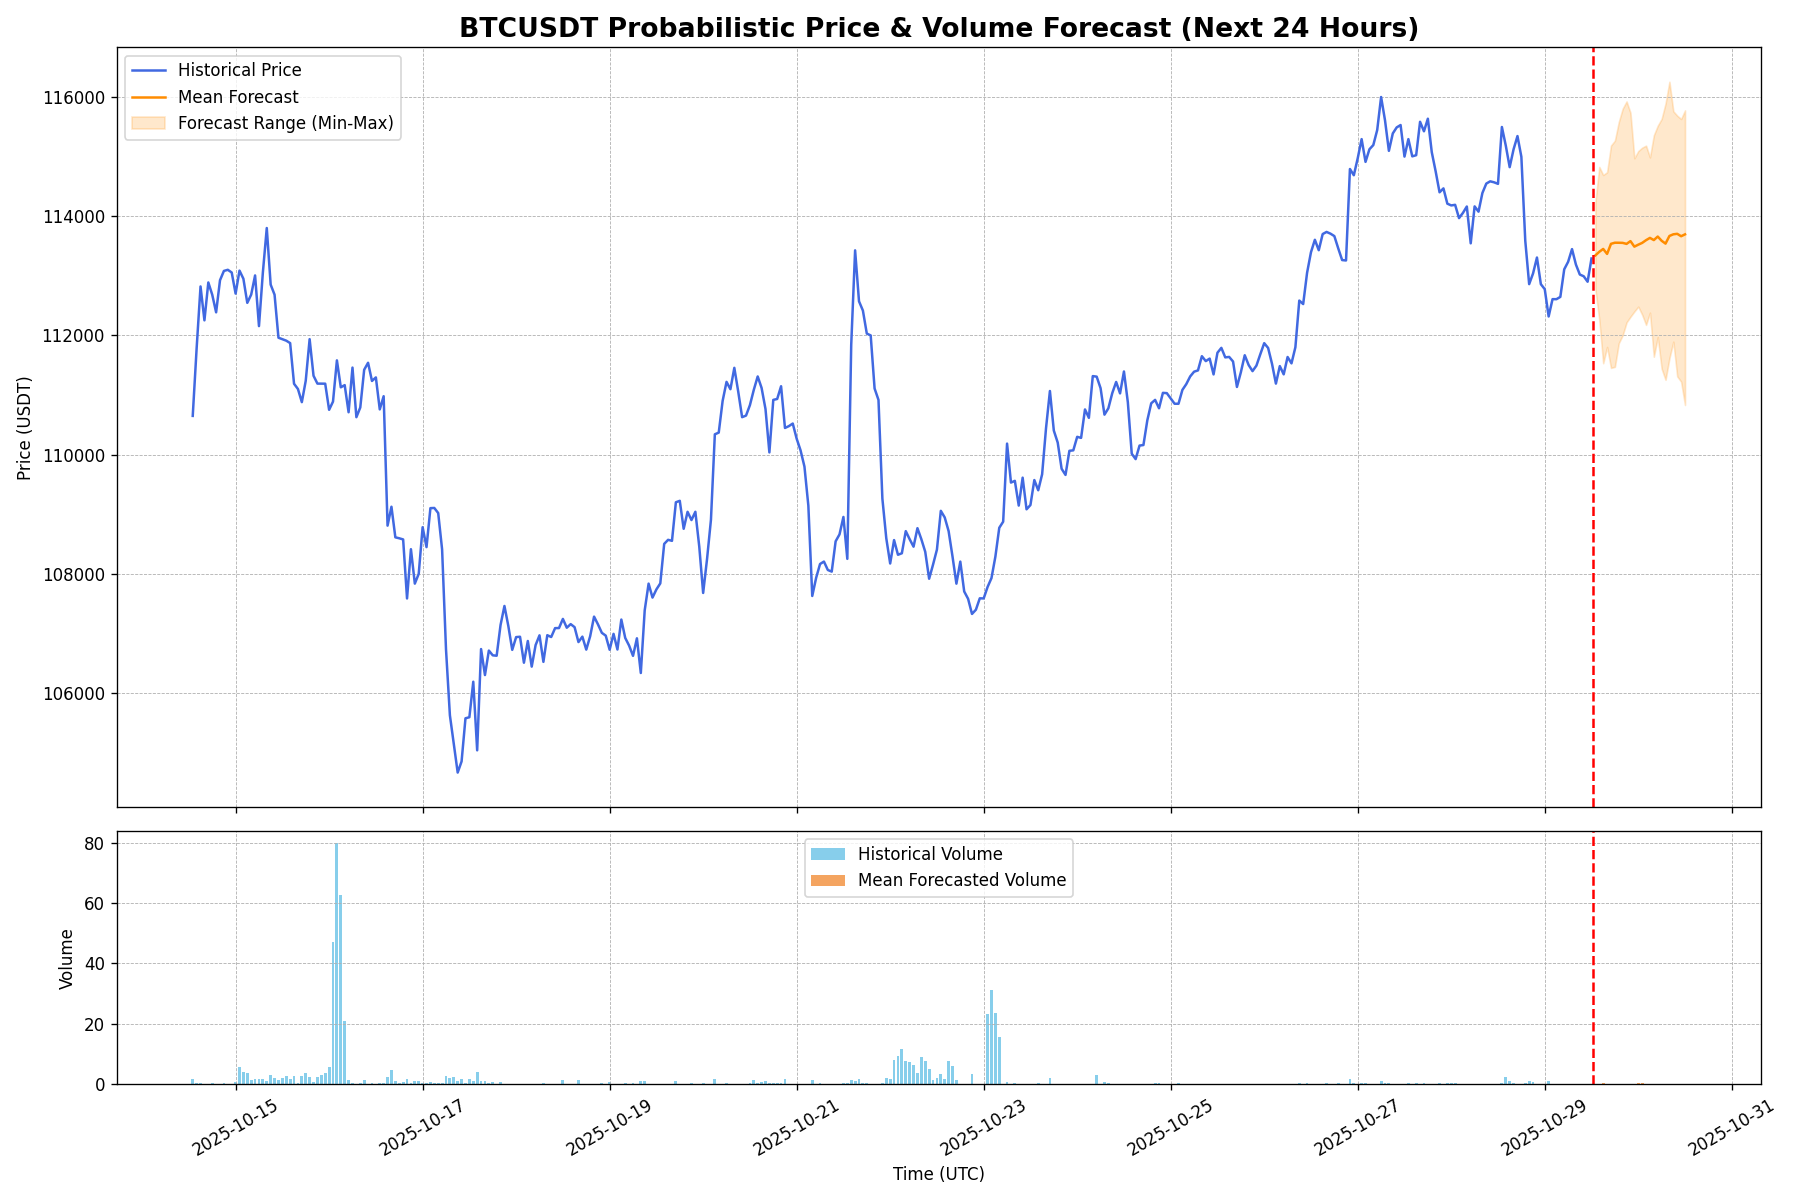 BTCUSDT Probabilistic Price & Volume Forecast (Next 24 Hours)
Historical Price
Mean Forecast
Forecast Range (Min-Max)
116000
114000
112000
110000
108000
106000
Price (USDT)
Historical Volume
Mean Forecasted Volume
80
60
40
20
0
Volume
2025-10-15
2025-10-17
2025-10-19
2025-10-21
2025-10-23
2025-10-25
2025-10-27
2025-10-29
2025-10-31
Time (UTC)